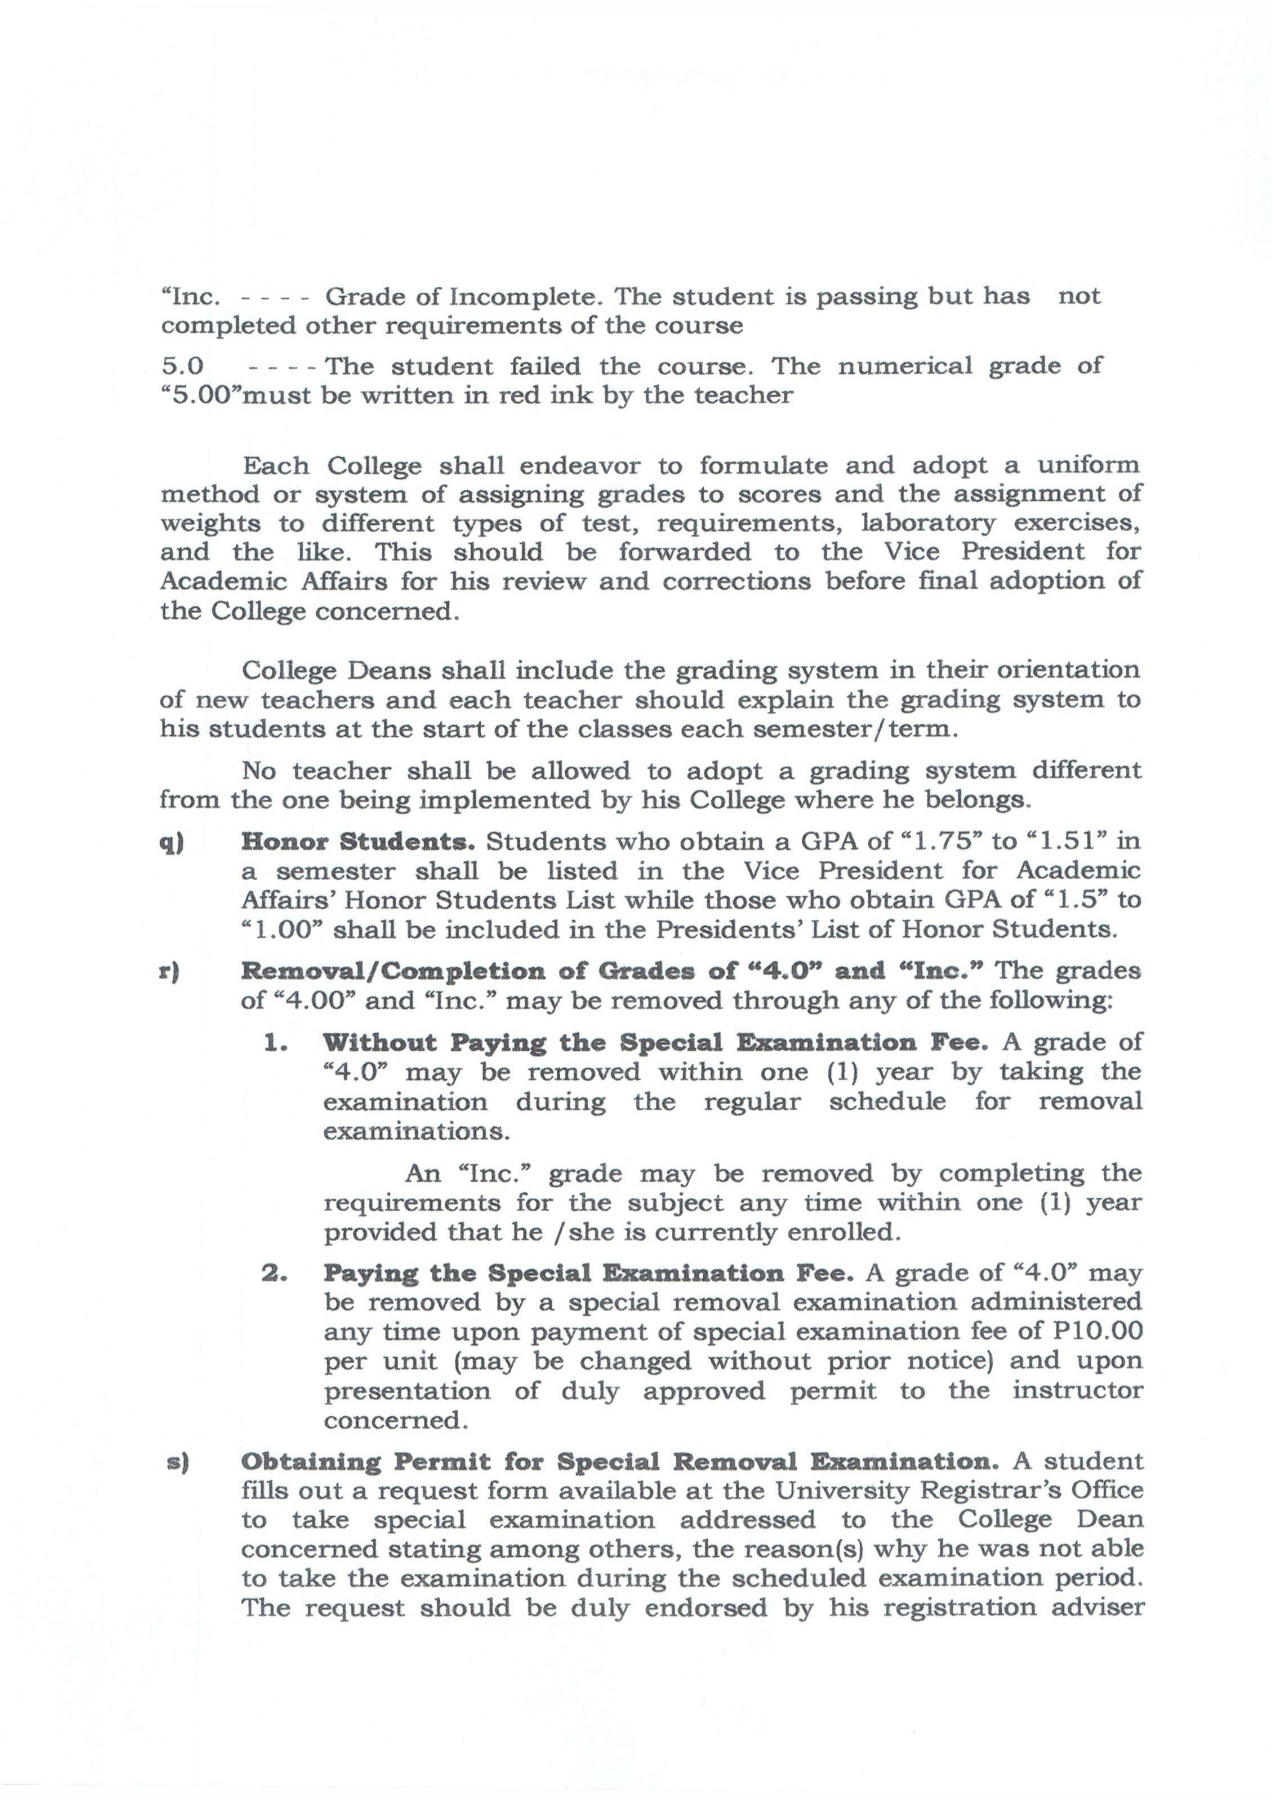 “Inc. - - - - Grade of Incomplete. The student is passing but has not
completed other requirements of the course
5.0 - - - - The student failed the course. The numerical grade of
“5.00”must be written in red ink by the teacher
Each College shall endeavor to formulate and adopt a uniform
method or system of assigning grades to scores and the assignment of
weights to different types of test, requirements, laboratory exercises,
and the like. This should be forwarded to the Vice President for
Academic Affairs for his review and corrections before final adoption of
the College concerned.
College Deans shall include the grading system in their orientation
of new teachers and each teacher should explain the grading system to
his students at the start of the classes each semester/term.
No teacher shall be allowed to adopt a grading system different
from the one being implemented by his College where he belongs.
q) Honor Students. Students who obtain a GPA of “1.75” to “1.51” in
a semester shall be listed in the Vice President for Academic
Affairs’ Honor Students List while those who obtain GPA of “1.5” to
“1.00” shall be included in the Presidents’ List of Honor Students.
r) Removal/Completion of Grades of “4.0” and “Inc.” The grades
of “4.00” and “Inc.” may be removed through any of the following:
1. Without Paying the Special Examination Fee. A grade of
“4.0” may be removed within one (1) year by taking the
examination during the regular schedule for removal
examinations.
An “Inc.” grade may be removed by completing the
requirements for the subject any time within one (1) year
provided that he /she is currently enrolled.
2. Paying the Special Examination Fee. A grade of “4.0” may
be removed by a special removal examination administered
any time upon payment of special examination fee of P10.00
per unit (may be changed without prior notice) and upon
presentation of duly approved permit to the instructor
concerned.
s) Obtaining Permit for Special Removal Examination. A student
fills out a request form available at the University Registrar’s Office
to take special examination addressed to the College Dean
concerned stating among others, the reason(s) why he was not able
to take the examination during the scheduled examination period.
The request should be duly endorsed by his registration adviser